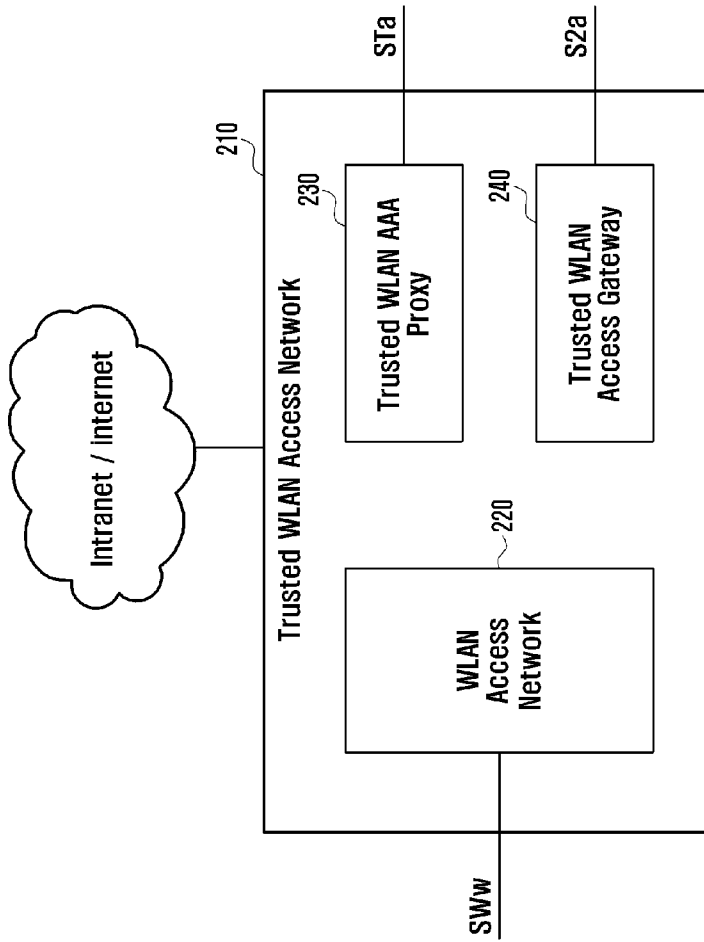 Intranet / internet
210
Trusted WLAN Access Network
230
Trusted WLAN AAA
Proxy
STa
220
WLAN
Access
Network
SWw
240
Trusted WLAN
Access Gateway
S2a